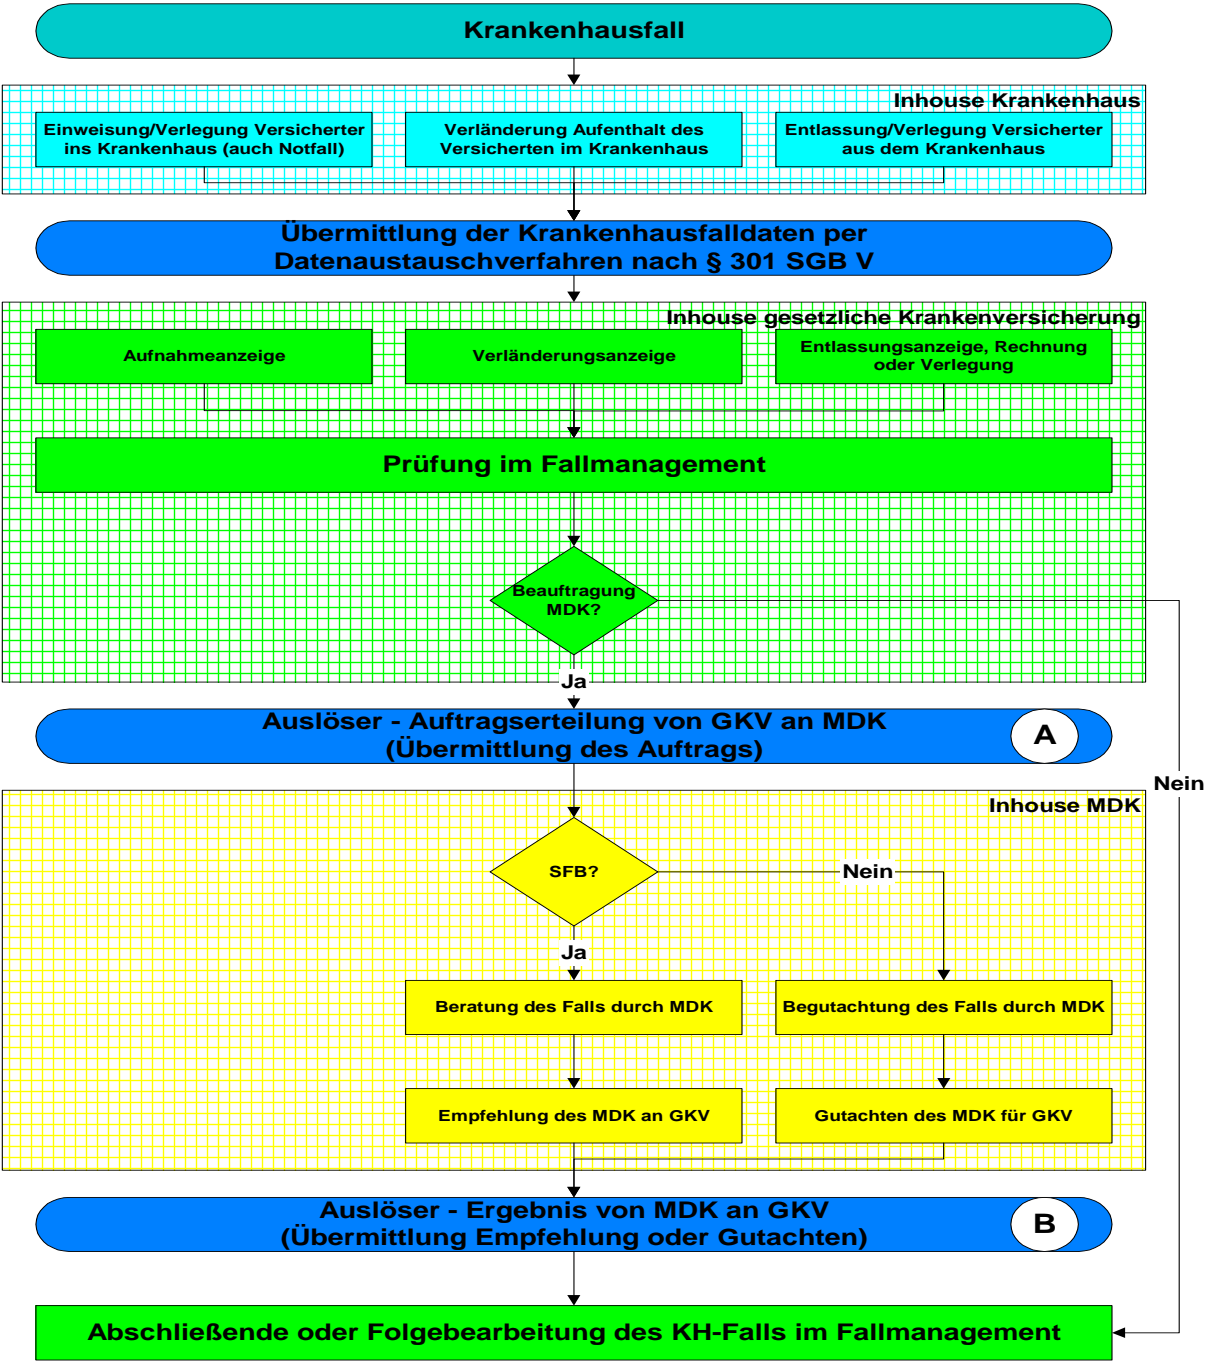 Krankenhausfall
Inhouse Krankenhaus
Einweisung/Verlegung Versicherter
ins Krankenhaus (auch Notfall)
Verländerung Aufenthalt des
Versicherten im Krankenhaus
Entlassung/Verlegung Versicherter
aus dem Krankenhaus
Übermittlung der Krankenhausfalldaten per
Datenaustauschverfahren nach § 301 SGB V
Inhouse gesetzliche Krankenversicherung
Aufnahmeanzeige
Verländerungsanzeige
Entlassungsanzeige, Rechnung
oder Verlegung
Prüfung im Fallmanagement
Beauftragung
MDK?
Ja
Auslöser - Auftragserteilung von GKV an MDK
(Übermittlung des Auftrags)
A
Nein
Inhouse MDK
SFB?
Nein
Ja
Beratung des Falls durch MDK
Begutachtung des Falls durch MDK
Empfehlung des MDK an GKV
Gutachten des MDK für GKV
Auslöser - Ergebnis von MDK an GKV
(Übermittlung Empfehlung oder Gutachten)
B
Abschließende oder Folgebearbeitung des KH-Falls im Fallmanagement